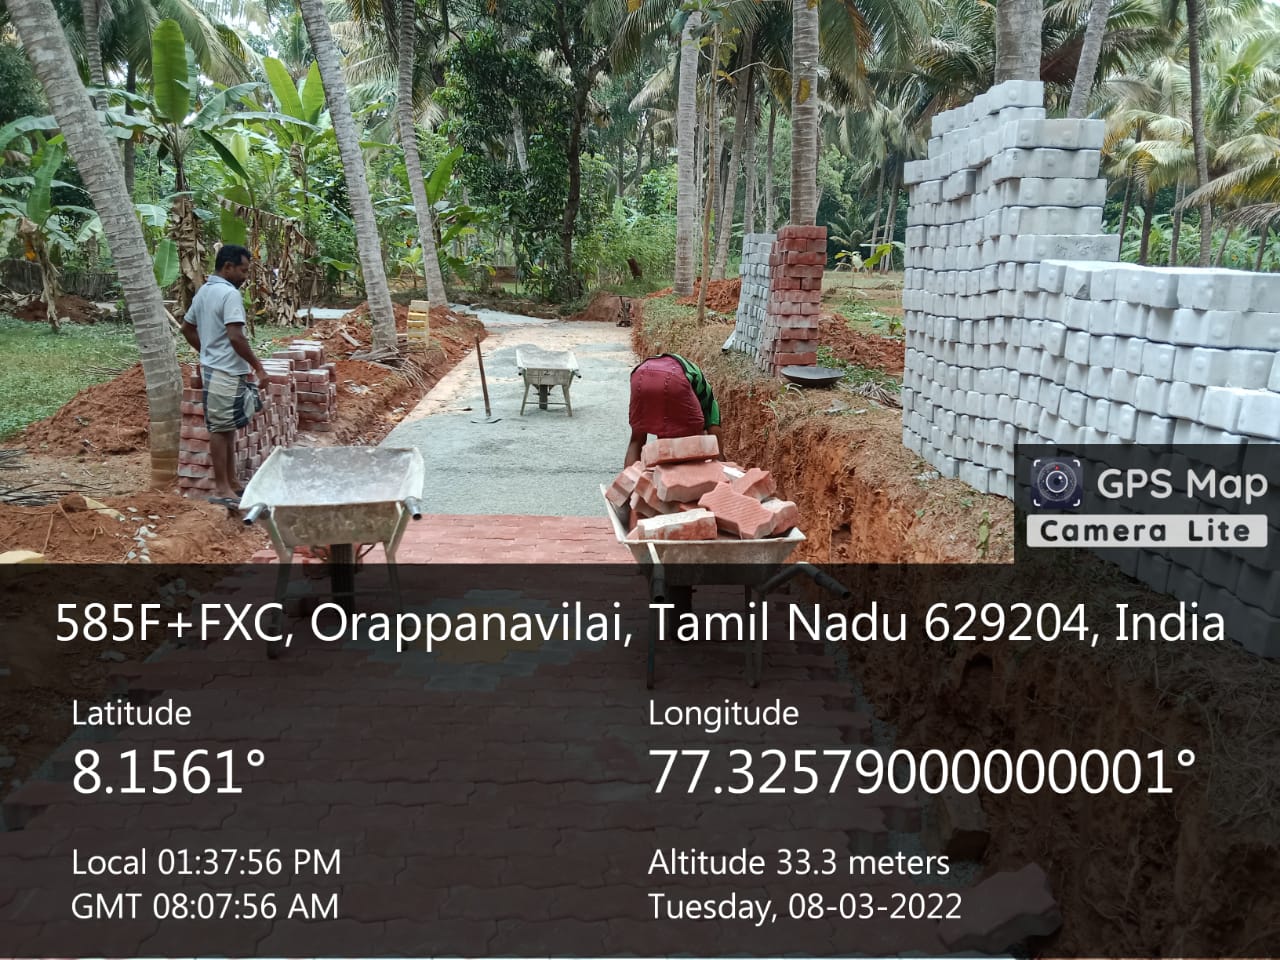 GPS Map
Camera Lite
585F+FXC, Orappanavilai, Tamil Nadu 629204, India
Latitude
8.1561°
Longitude
77.32579000000001°
Local 01:37:56 PM
GMT 08:07:56 AM
Altitude 33.3 meters
Tuesday, 08-03-2022